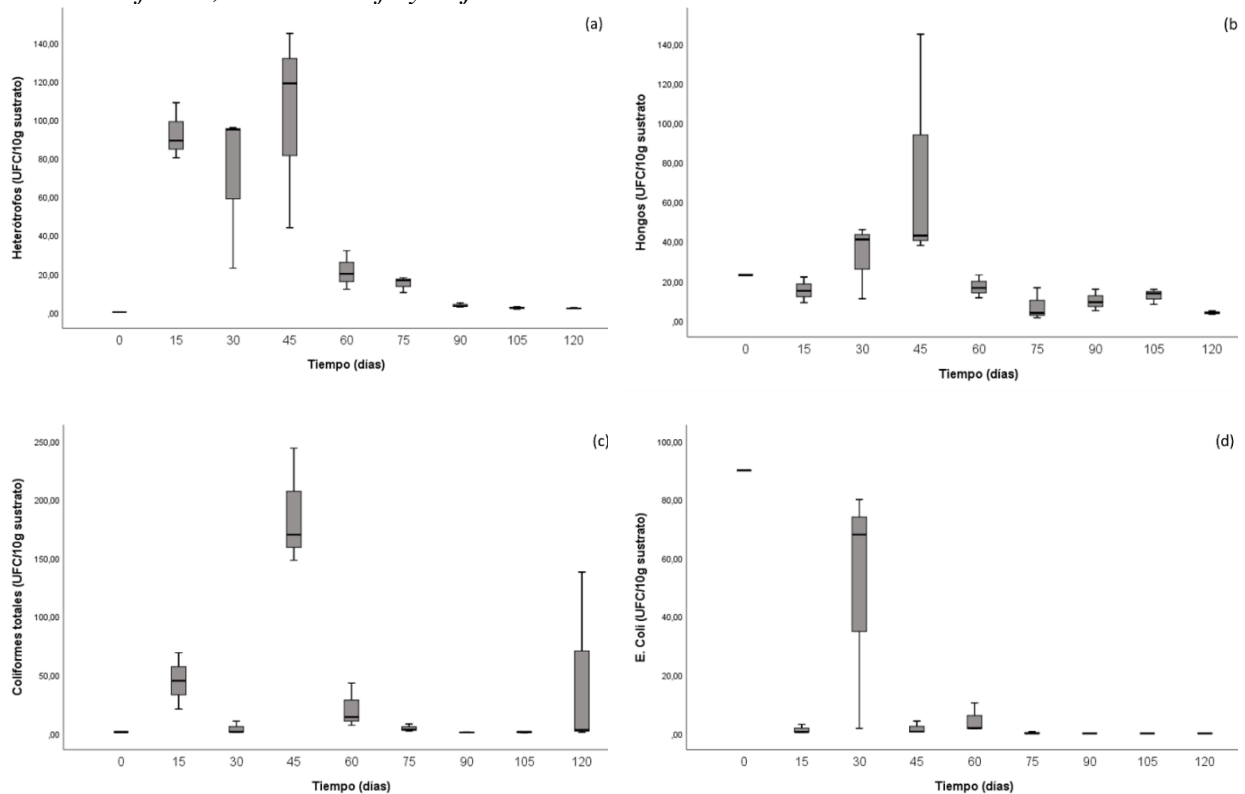 (a)
Heterótrofos (UFC/10g sustrato)
140,00
120,00
100,00
80,00
60,00
40,00
20,00
,00
0 15 30 45 60 75 90 105 120
Tiempo (días)
(b
Hongos (UFC/10g sustrato
140,00
120,00
100,00
80,00
60,00
40,00
20,00
,00
0 15 30 45 60 75 90 105 120
Tiempo (días)
(c)
Coliformes totales (UFC/10g sustrato)
250,00
200,00
150,00
100,00
50,00
,00
0 15 30 45 60 75 90 105 120
Tiempo (días)
(d)
E. Coli (UFC/10g sustrato)
100,00
80,00
60,00
40,00
20,00
,00
0 15 30 45 60 75 90 105 120
Tiempo (días)